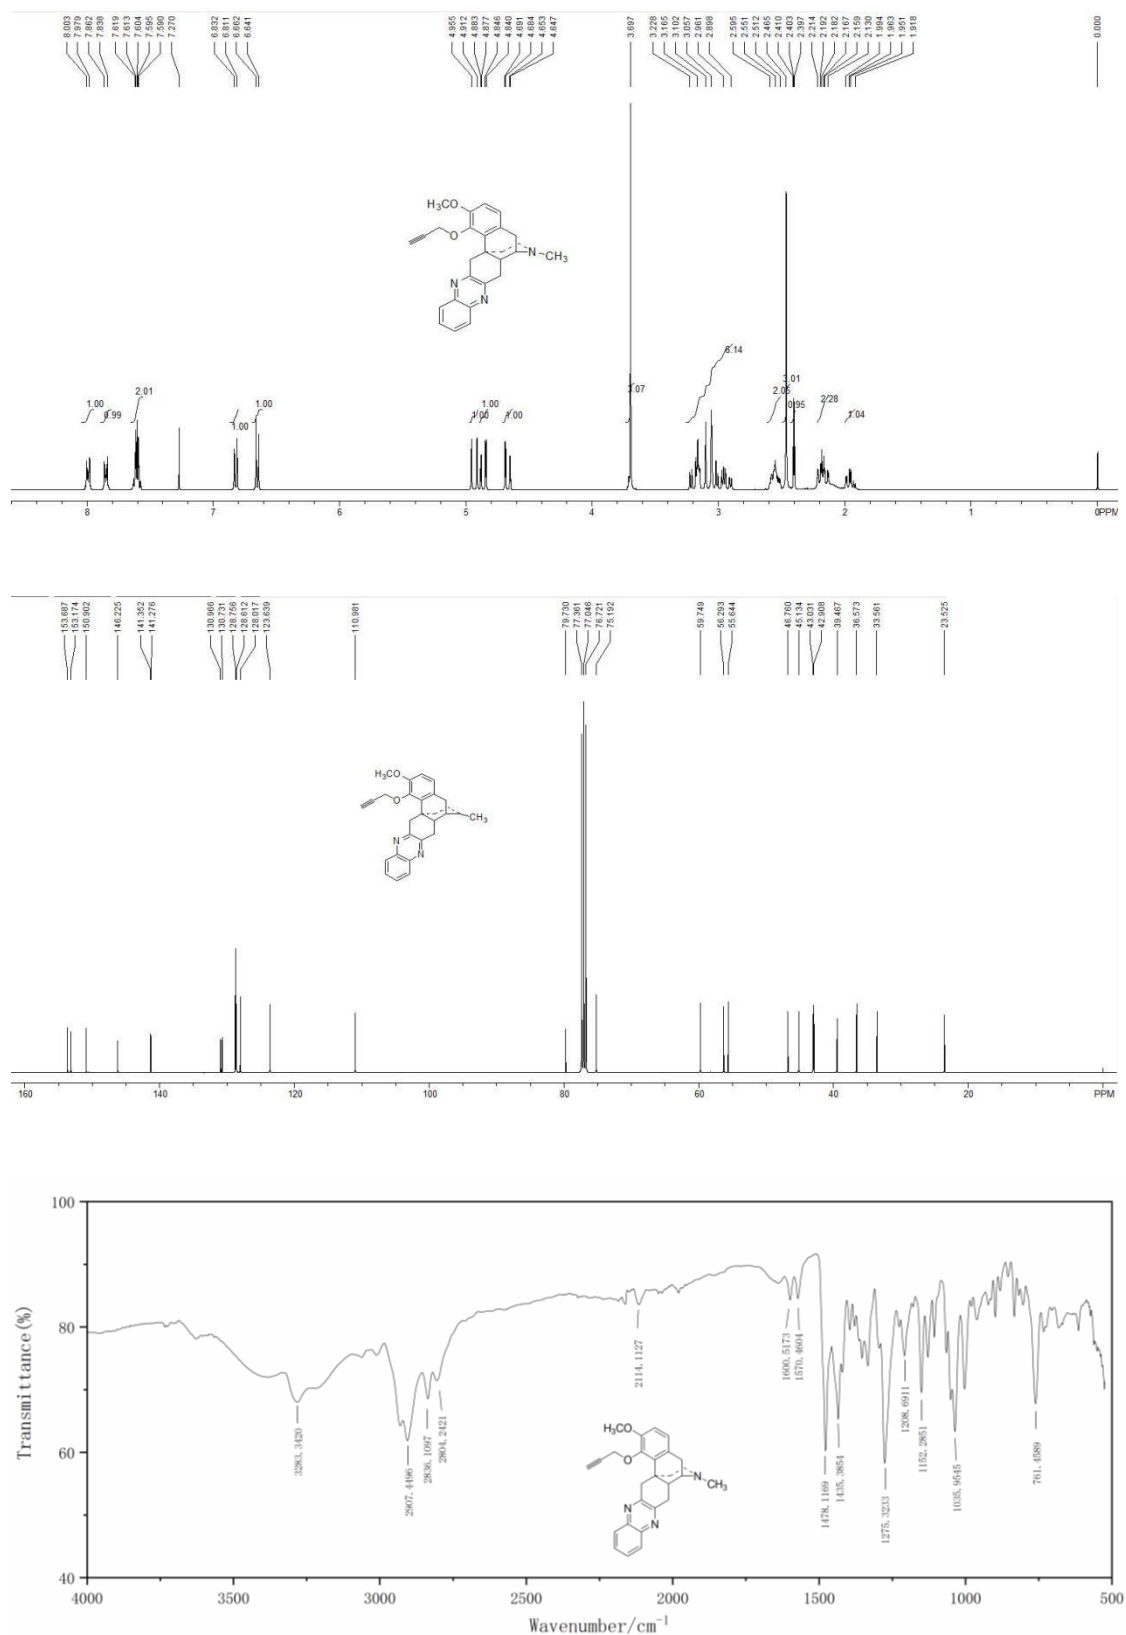 8.003 7.979 7.862 7.838 7.619 7.613 7.604 7.595 7.590 7.270 6.832 6.811 6.662 6.641 4.955 4.912 4.883 4.877 4.846 4.840 4.691 4.684 4.653 4.647 3.697 3.228 3.165 3.102 3.057 2.961 2.898 2.595 2.551 2.512 2.465 2.410 2.403 2.397 2.214 2.192 2.182 2.167 2.159 2.130 1.994 1.963 1.951 1.918 0.000
H₃CO
O
N
CH₃
N
N
6.14
1.00 0.99 2.01 1.00 1.00 1.00 1.00 1.00 3.07 2.05 3.01 0.95 2.28 1.04
8 7 6 5 4 3 2 1 0PPM
153.687 153.174 150.902 146.225 141.352 141.276 130.966 130.731 128.756 128.612 128.017 123.639 110.981 79.730 77.361 77.046 76.721 75.192 59.749 56.293 55.644 46.760 45.134 43.031 42.908 39.467 36.573 33.561 23.525
H₃CO
O
CH₃
N
N
160 140 120 100 80 60 40 20 PPM
Transmittance(%)
100
80
60
40
3283.3420 2907.4496 2836.1097 2804.2421 2114.1127 1600.5173 1570.4604 1478.1169 1435.3854 1275.3233 1208.6911 1152.2851 1035.9545 761.4589
H₃CO
O
N
CH₃
N
N
4000 3500 3000 2500 2000 1500 1000 500
Wavenumber/cm⁻¹